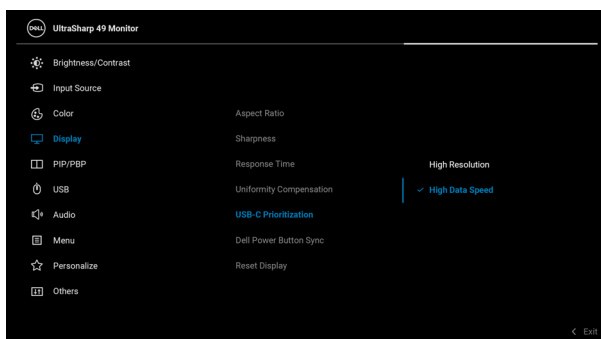 DELL UltraSharp 49 Monitor
Brightness/Contrast
Input Source
Color
Display
PIP/PBP
USB
Audio
Menu
Personalize
Others
Aspect Ratio
Sharpness
Response Time
Uniformity Compensation
USB-C Prioritization
Dell Power Button Sync
Reset Display
High Resolution
High Data Speed
Exit